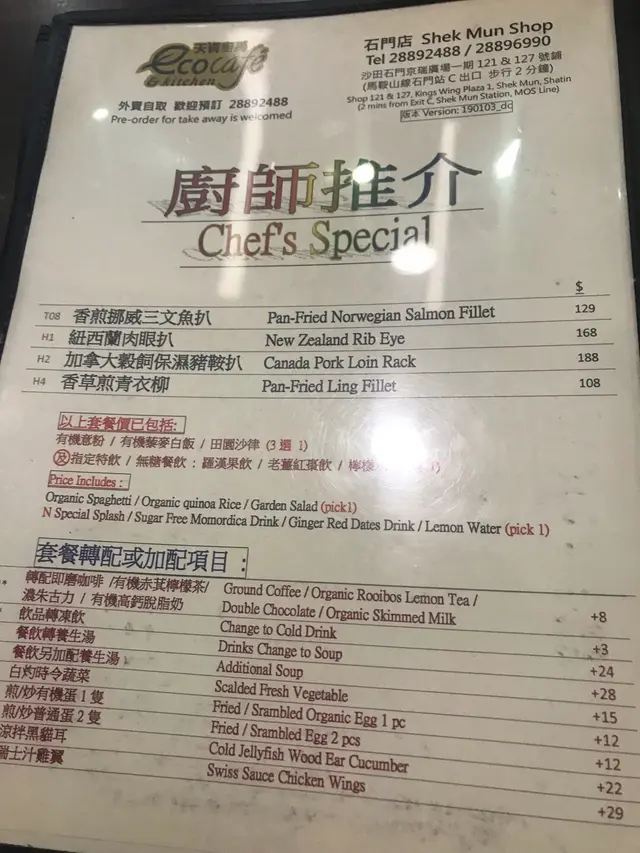 天賜廚房
ecocafé
& kitchen
外賣自取 歡迎預訂 28892488
Pre-order for take away is welcomed
石門店 Shek Mun Shop
Tel 28892488 / 28896990
沙田石門京瑞廣場一期 121 & 127 號鋪
(馬鞍山線石門站 C 出口 步行 2 分鐘)
Shop 121 & 127, Kings Wing Plaza 1, Shek Mun, Shatin
(2 mins from Exit C, Shek Mun Station, MOS Line)
版本 Version: 190103_dc
廚師推介
Chef's Special
$
T08 香煎挪威三文魚扒 Pan-Fried Norwegian Salmon Fillet 129
H1 紐西蘭肉眼扒 New Zealand Rib Eye 168
H2 加拿大穀飼保濕豬鞍扒 Canada Pork Loin Rack 188
H4 香草煎青衣柳 Pan-Fried Ling Fillet 108
以上套餐價已包括:
有機意粉 / 有機藜麥白飯 / 田園沙律 (3 選 1)
及指定特飲 / 無糖餐飲 : 羅漢果飲 / 老薑紅棗飲 / 檸檬
Price Includes :
Organic Spaghetti / Organic quinoa Rice / Garden Salad (pick1)
N Special Splash / Sugar Free Momordica Drink / Ginger Red Dates Drink / Lemon Water (pick 1)
套餐轉配或加配項目 :
轉配即磨咖啡 /有機赤萁檸檬茶/ Ground Coffee / Organic Rooibos Lemon Tea /
濃朱古力 / 有機高鈣脫脂奶 Double Chocolate / Organic Skimmed Milk +8
飲品轉凍飲 Change to Cold Drink +3
餐飲轉養生湯 Drinks Change to Soup +24
餐飲另加配養生湯 Additional Soup +28
白灼時令蔬菜 Scalded Fresh Vegetable +15
煎/炒有機蛋 1 隻 Fried / Srambled Organic Egg 1 pc +12
煎/炒普通蛋 2 隻 Fried / Srambled Egg 2 pcs +12
涼拌黑貓耳 Cold Jellyfish Wood Ear Cucumber +22
瑞士汁雞翼 Swiss Sauce Chicken Wings +29